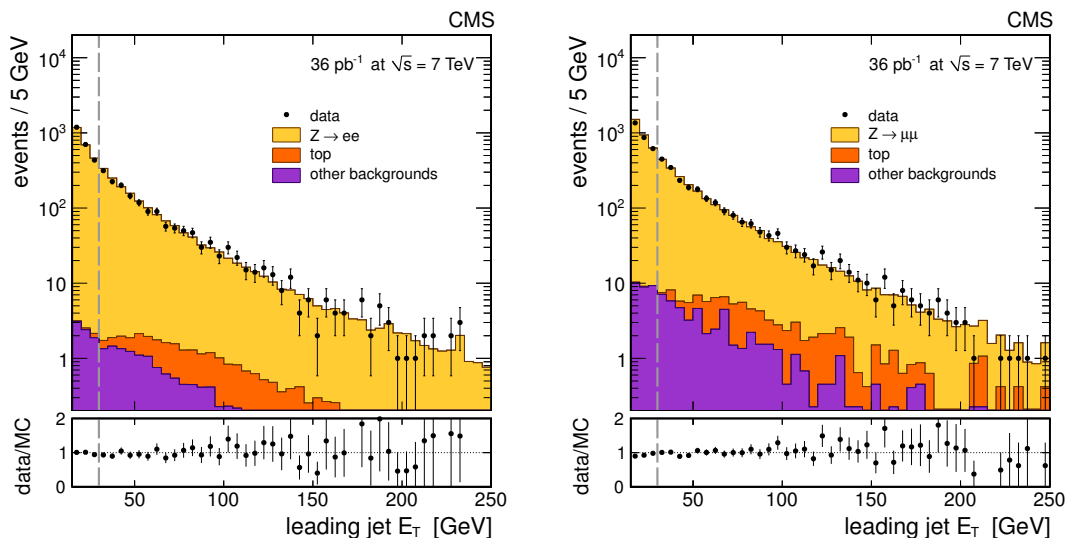 CMS
36 pb⁻¹ at √s = 7 TeV
data
Z → ee
top
other backgrounds
events / 5 GeV
10⁴
10³
10²
10
1
data/MC
2
1
0
50 100 150 200 250
leading jet E_T [GeV]
CMS
36 pb⁻¹ at √s = 7 TeV
data
Z → μμ
top
other backgrounds
events / 5 GeV
10⁴
10³
10²
10
1
data/MC
2
1
0
50 100 150 200 250
leading jet E_T [GeV]